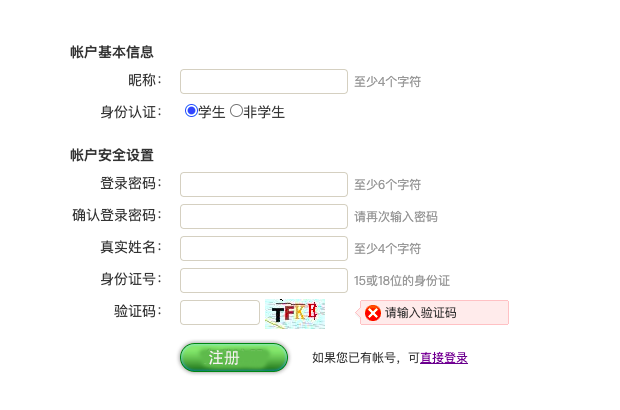 帐户基本信息
昵称： 至少4个字符
身份认证： 学生 非学生
帐户安全设置
登录密码： 至少6个字符
确认登录密码： 请再次输入密码
真实姓名： 至少4个字符
身份证号： 15或18位的身份证
验证码： TFKE 请输入验证码
注册 如果您已有帐号，可直接登录